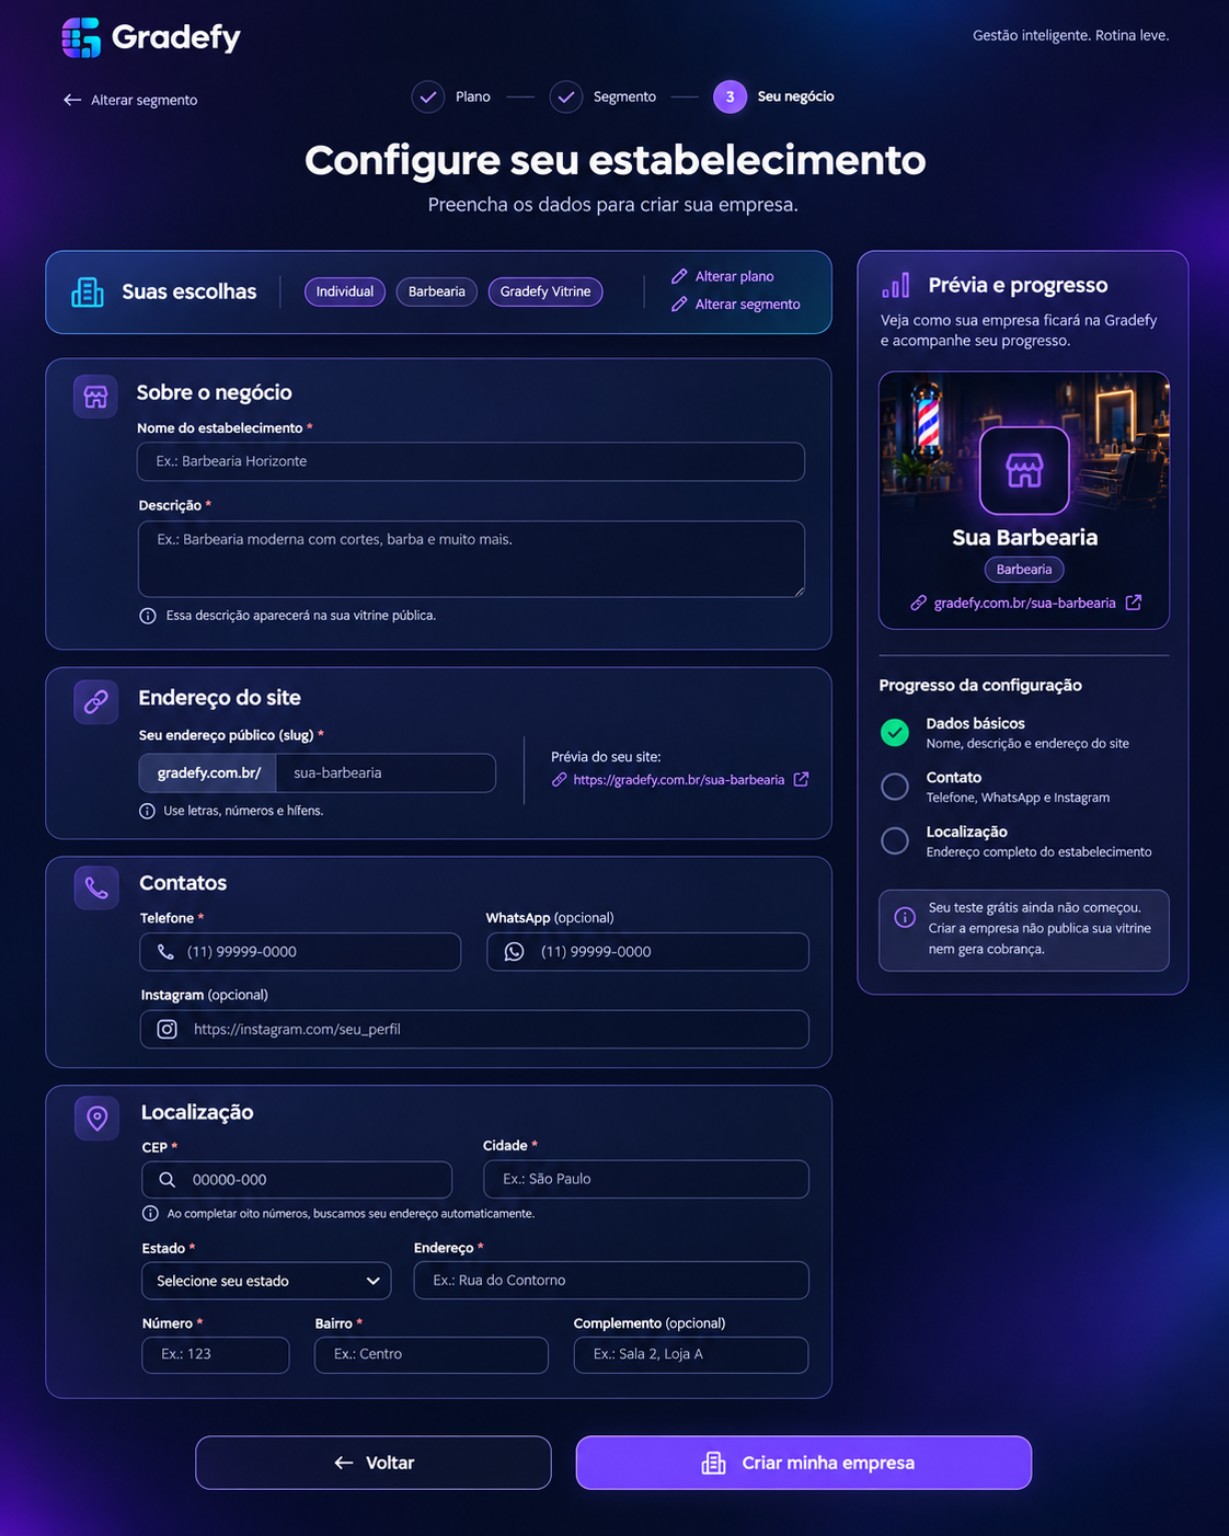 Gradefy
Gestão inteligente. Rotina leve.
Alterar segmento
Plano
Segmento
3
Seu negócio
Configure seu estabelecimento
Preencha os dados para criar sua empresa.
Suas escolhas
Individual
Barbearia
Gradefy Vitrine
Alterar plano
Alterar segmento
Sobre o negócio
Nome do estabelecimento *
Ex.: Barbearia Horizonte
Descrição *
Ex.: Barbearia moderna com cortes, barba e muito mais.
Essa descrição aparecerá na sua vitrine pública.
Endereço do site
Seu endereço público (slug) *
gradefy.com.br/
sua-barbearia
Use letras, números e hífens.
Prévia do seu site:
https://gradefy.com.br/sua-barbearia
Contatos
Telefone *
(11) 99999-0000
WhatsApp (opcional)
(11) 99999-0000
Instagram (opcional)
https://instagram.com/seu_perfil
Localização
CEP *
00000-000
Cidade *
Ex.: São Paulo
Ao completar oito números, buscamos seu endereço automaticamente.
Estado *
Selecione seu estado
Endereço *
Ex.: Rua do Contorno
Número *
Ex.: 123
Bairro *
Ex.: Centro
Complemento (opcional)
Ex.: Sala 2, Loja A
Prévia e progresso
Veja como sua empresa ficará na Gradefy
e acompanhe seu progresso.
Sua Barbearia
Barbearia
gradefy.com.br/sua-barbearia
Progresso da configuração
Dados básicos
Nome, descrição e endereço do site
Contato
Telefone, WhatsApp e Instagram
Localização
Endereço completo do estabelecimento
Seu teste grátis ainda não começou.
Criar a empresa não publica sua vitrine
nem gera cobrança.
Voltar
Criar minha empresa